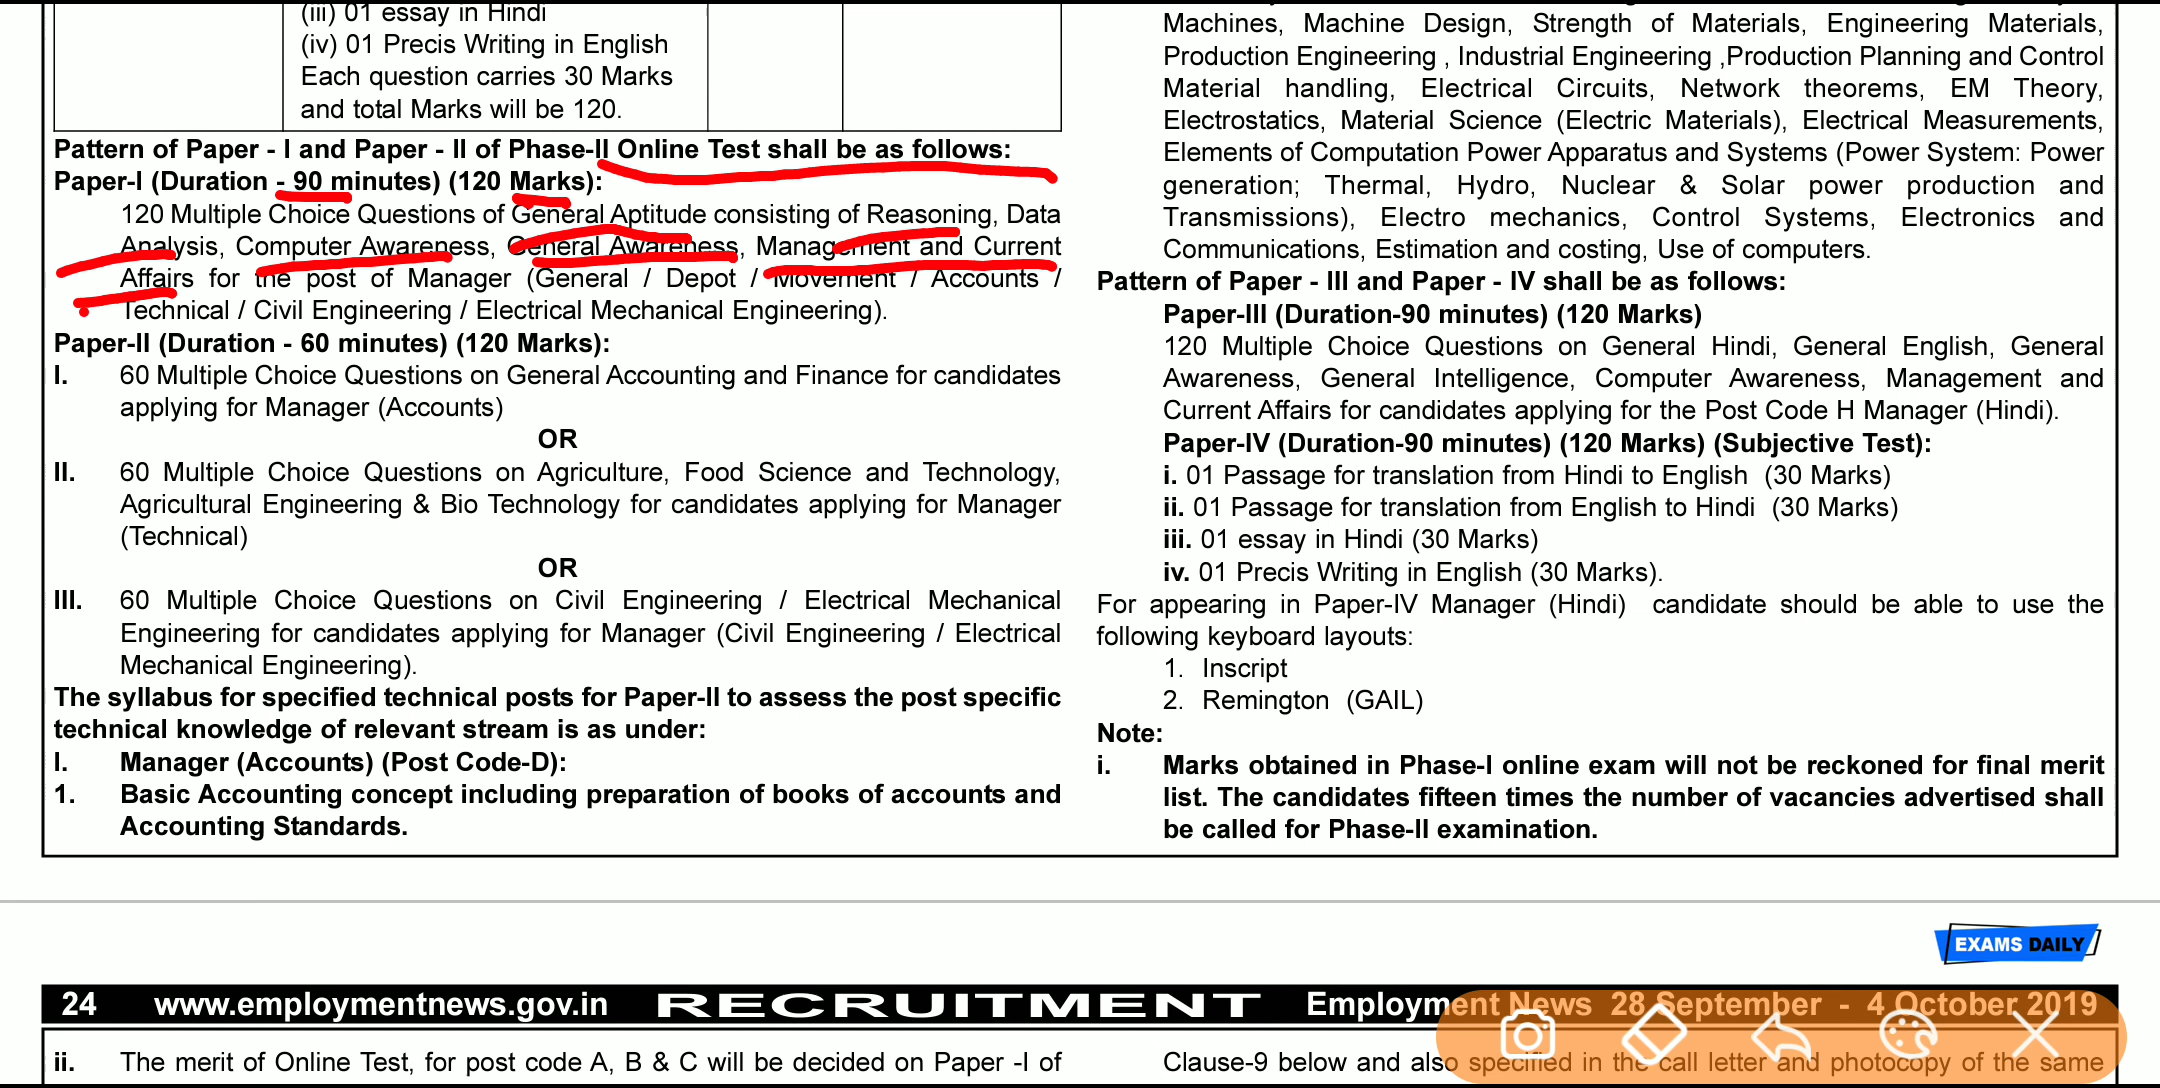 (iii) 01 essay in Hindi
(iv) 01 Precis Writing in English
Each question carries 30 Marks
and total Marks will be 120.
Pattern of Paper - I and Paper - II of Phase-II Online Test shall be as follows:
Paper-I (Duration - 90 minutes) (120 Marks):
120 Multiple Choice Questions of General Aptitude consisting of Reasoning, Data
Analysis, Computer Awareness, General Awareness, Management and Current
Affairs for the post of Manager (General / Depot / Movement / Accounts /
Technical / Civil Engineering / Electrical Mechanical Engineering).
Paper-II (Duration - 60 minutes) (120 Marks):
I. 60 Multiple Choice Questions on General Accounting and Finance for candidates
applying for Manager (Accounts)
OR
II. 60 Multiple Choice Questions on Agriculture, Food Science and Technology,
Agricultural Engineering & Bio Technology for candidates applying for Manager
(Technical)
OR
III. 60 Multiple Choice Questions on Civil Engineering / Electrical Mechanical
Engineering for candidates applying for Manager (Civil Engineering / Electrical
Mechanical Engineering).
The syllabus for specified technical posts for Paper-II to assess the post specific
technical knowledge of relevant stream is as under:
I. Manager (Accounts) (Post Code-D):
1. Basic Accounting concept including preparation of books of accounts and
Accounting Standards.
Machines, Machine Design, Strength of Materials, Engineering Materials,
Production Engineering , Industrial Engineering ,Production Planning and Control
Material handling, Electrical Circuits, Network theorems, EM Theory,
Electrostatics, Material Science (Electric Materials), Electrical Measurements,
Elements of Computation Power Apparatus and Systems (Power System: Power
generation; Thermal, Hydro, Nuclear & Solar power production and
Transmissions), Electro mechanics, Control Systems, Electronics and
Communications, Estimation and costing, Use of computers.
Pattern of Paper - III and Paper - IV shall be as follows:
Paper-III (Duration-90 minutes) (120 Marks)
120 Multiple Choice Questions on General Hindi, General English, General
Awareness, General Intelligence, Computer Awareness, Management and
Current Affairs for candidates applying for the Post Code H Manager (Hindi).
Paper-IV (Duration-90 minutes) (120 Marks) (Subjective Test):
i. 01 Passage for translation from Hindi to English (30 Marks)
ii. 01 Passage for translation from English to Hindi (30 Marks)
iii. 01 essay in Hindi (30 Marks)
iv. 01 Precis Writing in English (30 Marks).
For appearing in Paper-IV Manager (Hindi) candidate should be able to use the
following keyboard layouts:
1. Inscript
2. Remington (GAIL)
Note:
i. Marks obtained in Phase-I online exam will not be reckoned for final merit
list. The candidates fifteen times the number of vacancies advertised shall
be called for Phase-II examination.
EXAMS DAILY
24 www.employmentnews.gov.in RECRUITMENT Employment News 28 September - 4 October 2019
ii. The merit of Online Test, for post code A, B & C will be decided on Paper -I of
Clause-9 below and also specified in the call letter and photocopy of the same